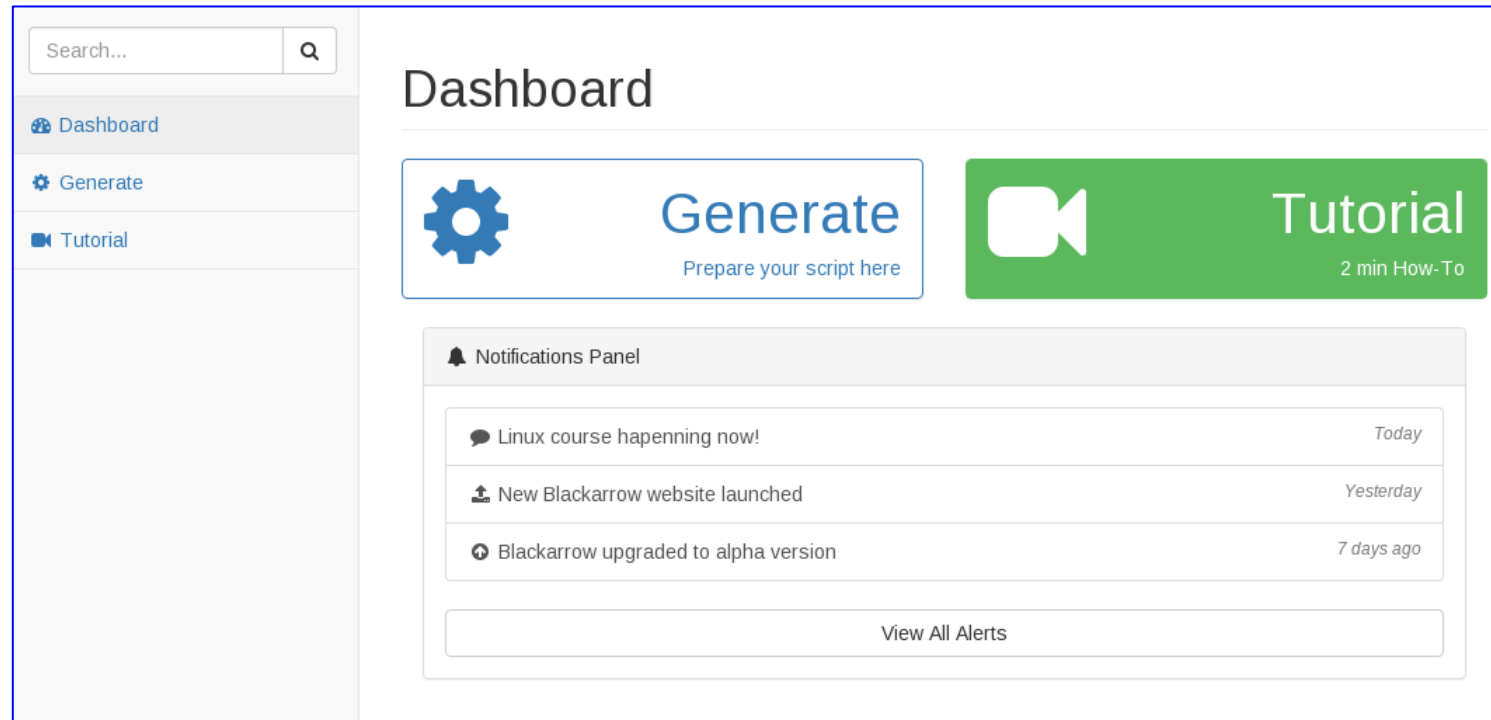 Search...
Dashboard
Generate
Tutorial
Dashboard
Generate
Prepare your script here
Tutorial
2 min How-To
Notifications Panel
Linux course hapenning now! Today
New Blackarrow website launched Yesterday
Blackarrow upgraded to alpha version 7 days ago
View All Alerts